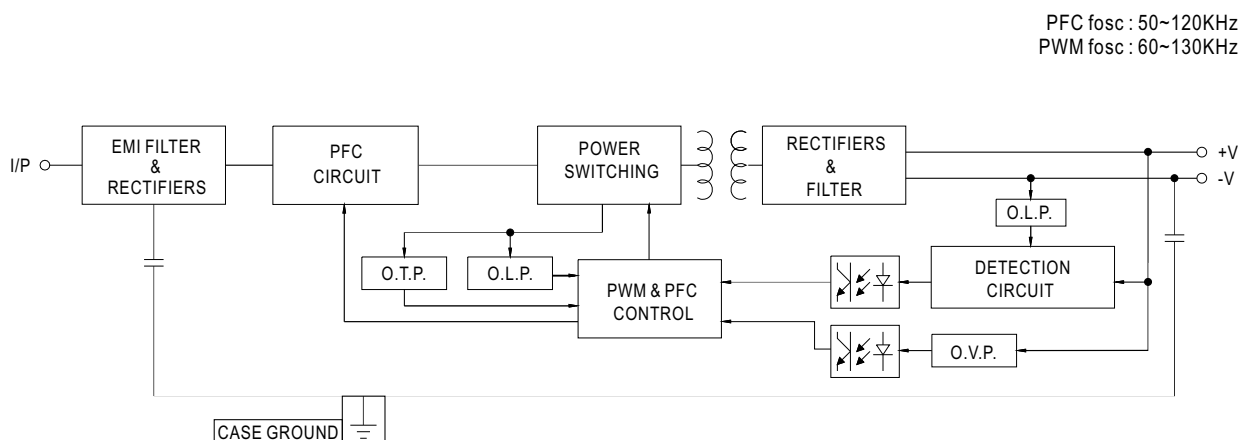 PFC fosc : 50~120KHz
PWM fosc : 60~130KHz
I/P
EMI FILTER
&
RECTIFIERS
PFC
CIRCUIT
POWER
SWITCHING
RECTIFIERS
&
FILTER
+V
-V
O.L.P.
O.T.P.
O.L.P.
PWM & PFC
CONTROL
DETECTION
CIRCUIT
O.V.P.
CASE GROUND